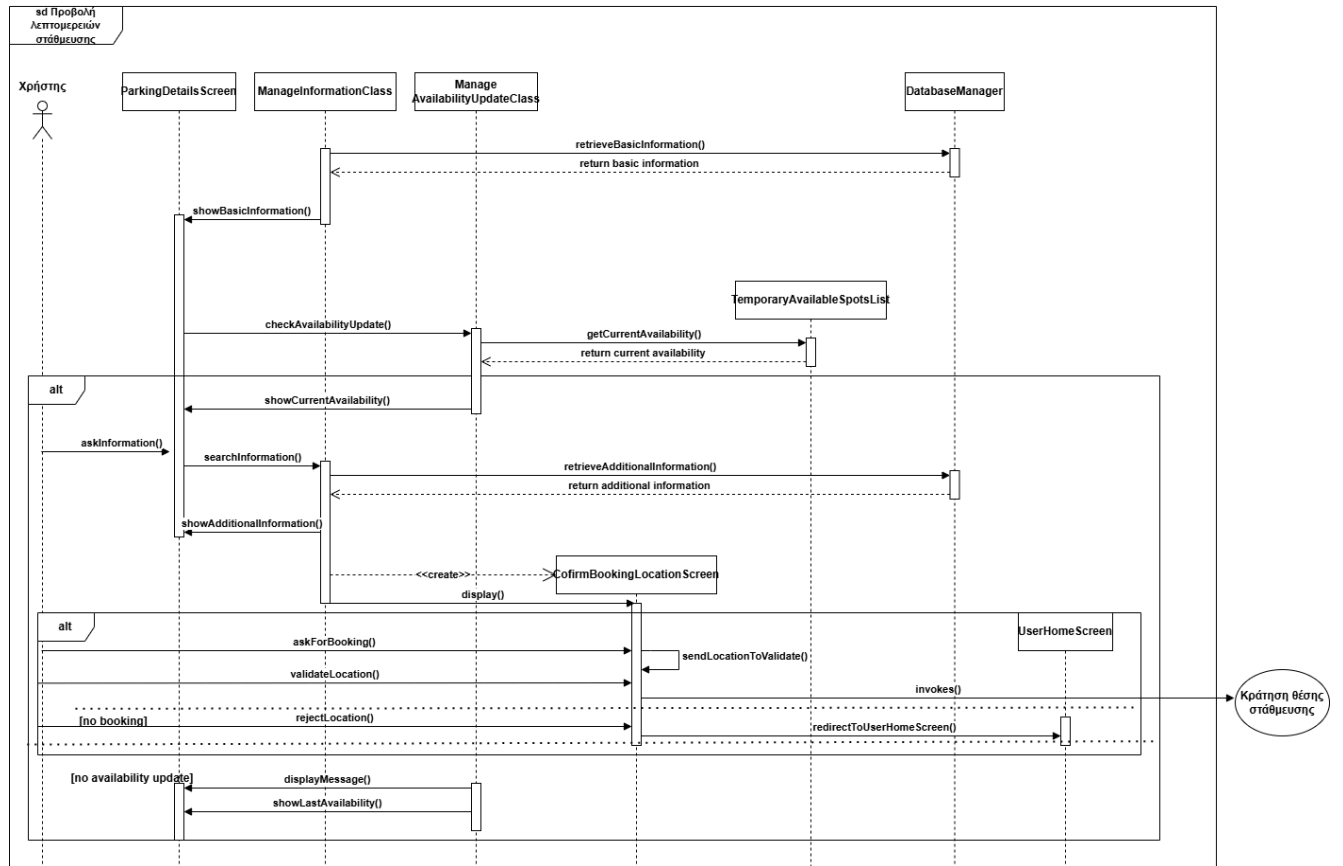 sd Προβολή
λεπτομερειών
στάθμευσης
Χρήστης
ParkingDetailsScreen
ManageInformationClass
Manage
AvailabilityUpdateClass
DatabaseManager
retrieveBasicInformation()
return basic information
showBasicInformation()
TemporaryAvailableSpotsList
checkAvailabilityUpdate()
getCurrentAvailability()
return current availability
alt
showCurrentAvailability()
askInformation()
searchInformation()
retrieveAdditionalInformation()
return additional information
showAdditionalInformation()
<<create>>
CofirmBookingLocationScreen
display()
alt
UserHomeScreen
askForBooking()
sendLocationToValidate()
validateLocation()
invokes()
Κράτηση θέσης
στάθμευσης
[no booking]
rejectLocation()
redirectToUserHomeScreen()
[no availability update]
displayMessage()
showLastAvailability()